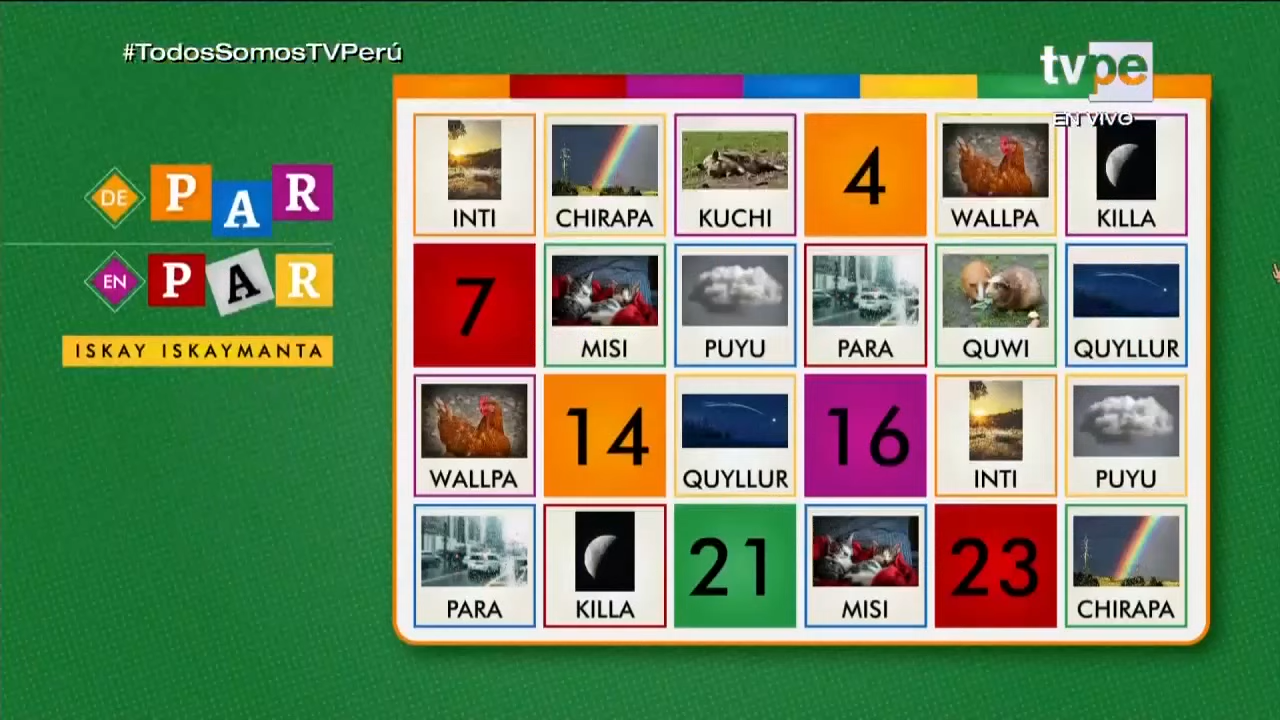 #TodosSomosTVPerú
tvpe
EN VIVO
DE PAR
EN PAR
ISKAY ISKAYMANTA
INTI CHIRAPA KUCHI 4 WALLPA KILLA
7 MISI PUYU PARA QUWI QUYLLUR
WALLPA 14 QUYLLUR 16 INTI PUYU
PARA KILLA 21 MISI 23 CHIRAPA